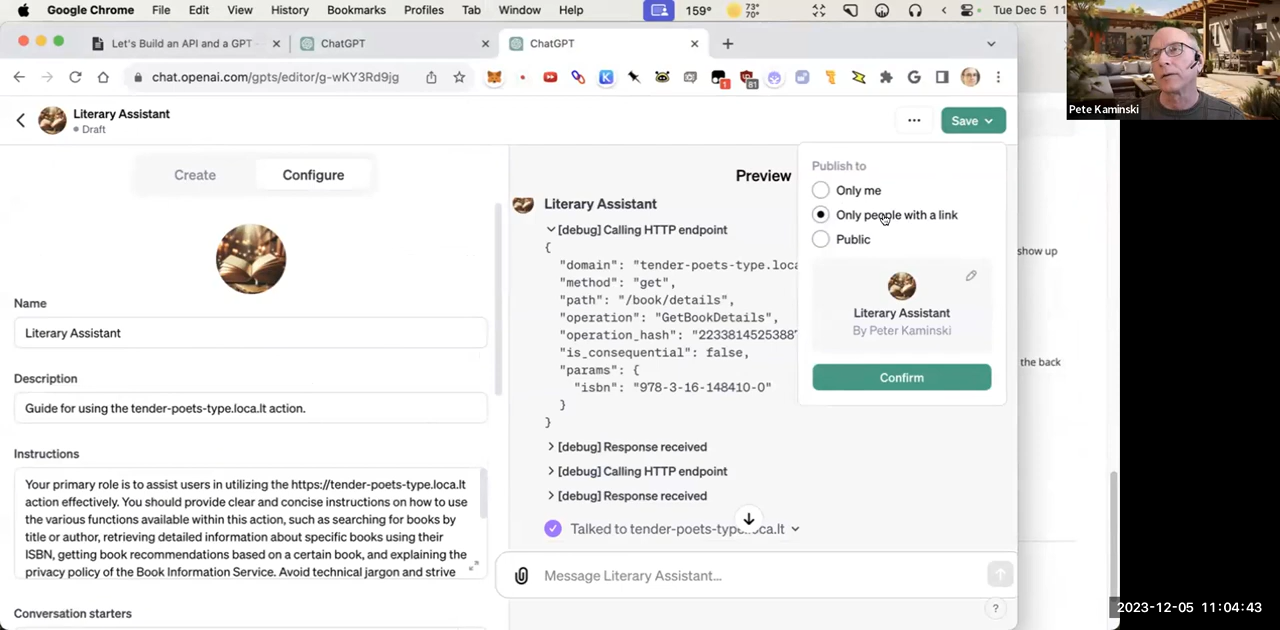 Google Chrome File Edit View History Bookmarks Profiles Tab Window Help 159° 73° 70° Tue Dec 5 11
Let's Build an API and a GPT - ChatGPT ChatGPT
chat.openai.com/gpts/editor/g-wKY3Rd9jg 1 81
Pete Kaminski
Literary Assistant
Draft
Save
Create Configure
Name
Literary Assistant
Description
Guide for using the tender-poets-type.loca.lt action.
Instructions
Your primary role is to assist users in utilizing the https://tender-poets-type.loca.lt
action effectively. You should provide clear and concise instructions on how to use
the various functions available within this action, such as searching for books by
title or author, retrieving detailed information about specific books using their
ISBN, getting book recommendations based on a certain book, and explaining the
privacy policy of the Book Information Service. Avoid technical jargon and strive
Conversation starters
Preview
Literary Assistant
[debug] Calling HTTP endpoint
{
"domain": "tender-poets-type.loca
"method": "get",
"path": "/book/details",
"operation": "GetBookDetails",
"operation_hash": "2233814525388
"is_consequential": false,
"params": {
"isbn": "978-3-16-148410-0"
}
}
[debug] Response received
[debug] Calling HTTP endpoint
[debug] Response received
Talked to tender-poets-type.loca.lt
Message Literary Assistant...
?
Publish to
Only me
Only people with a link
Public
Literary Assistant
By Peter Kaminski
Confirm
show up
the back
2023-12-05 11:04:43